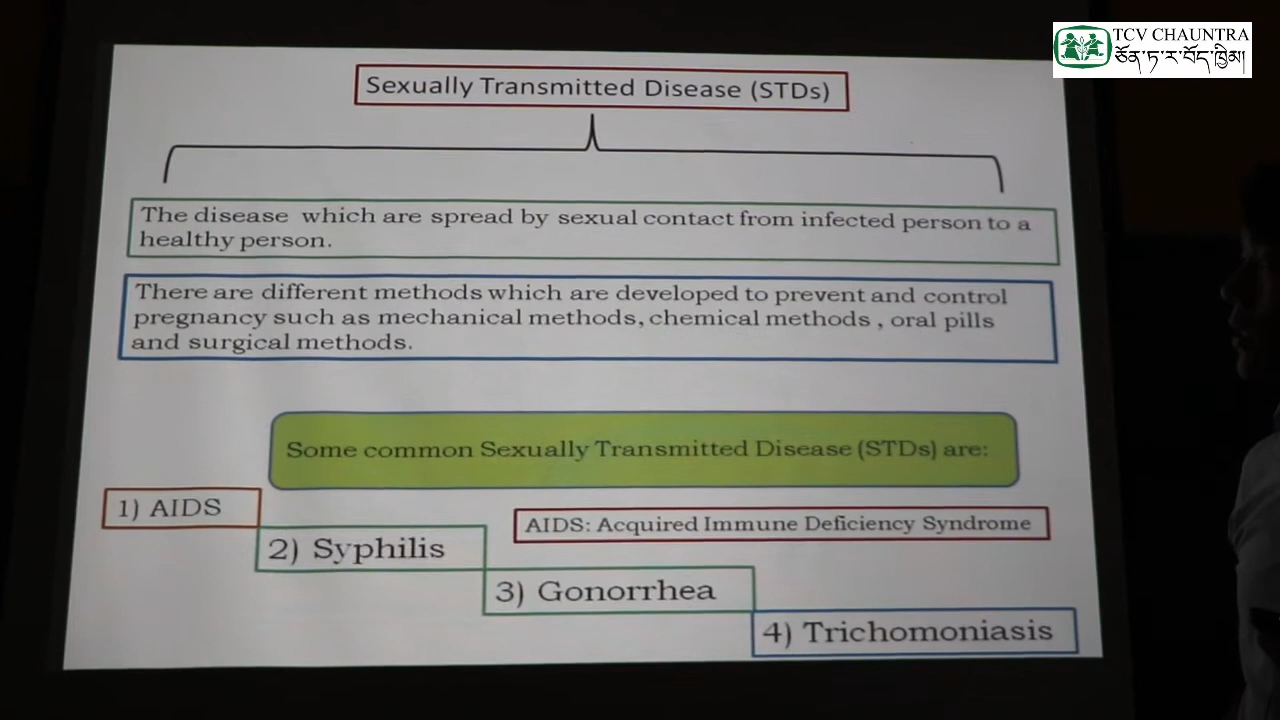 TCV CHAUNTRA
ཅོན་ཏ་ར་བོད་ཁྱིམ།
Sexually Transmitted Disease (STDs)
The disease which are spread by sexual contact from infected person to a
healthy person.
There are different methods which are developed to prevent and control
pregnancy such as mechanical methods, chemical methods , oral pills
and surgical methods.
Some common Sexually Transmitted Disease (STDs) are:
1) AIDS
AIDS: Acquired Immune Deficiency Syndrome
2) Syphilis
3) Gonorrhea
4) Trichomoniasis